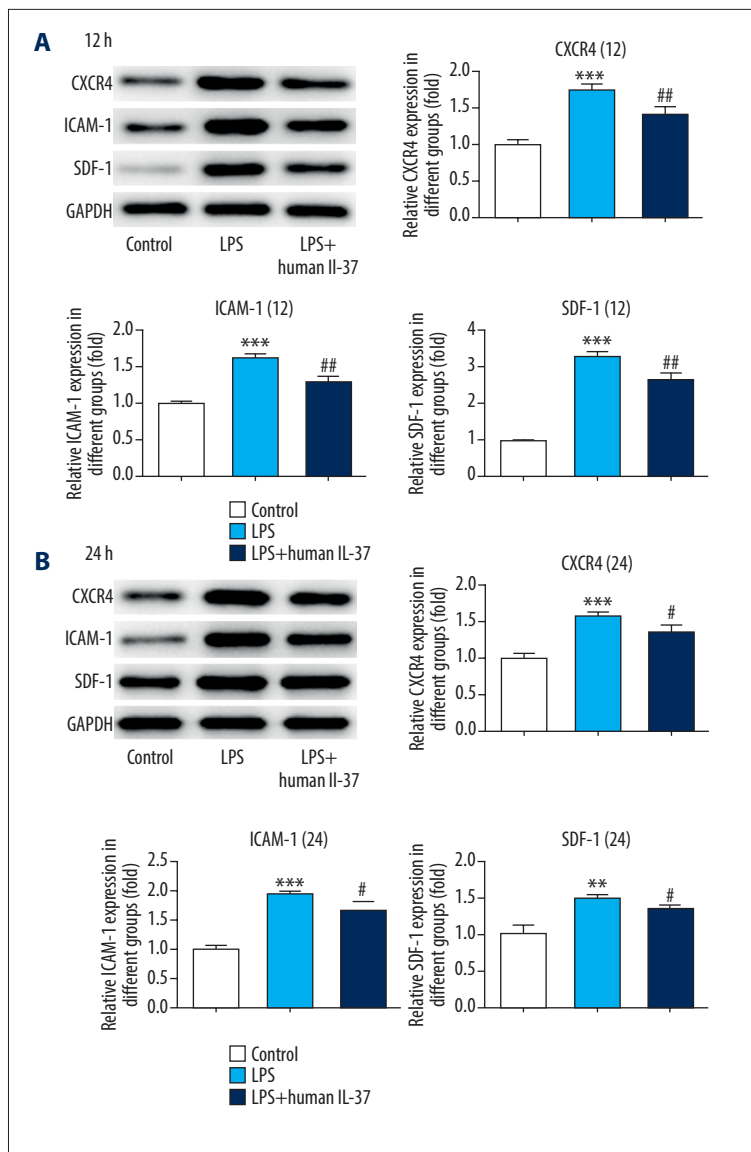 A
12 h
CXCR4
ICAM-1
SDF-1
GAPDH
Control
LPS
LPS+
human Il-37
CXCR4 (12)
Relative CXCR4 expression in
different groups (fold)
2.0
1.5
1.0
0.5
0.0
***
##
ICAM-1 (12)
Relative ICAM-1 expression in
different groups (fold)
2.0
1.5
1.0
0.5
0.0
***
##
SDF-1 (12)
Relative SDF-1 expression in
different groups (fold)
4
3
2
1
0
***
##
Control
LPS
LPS+human IL-37
B
24 h
CXCR4
ICAM-1
SDF-1
GAPDH
Control
LPS
LPS+
human Il-37
CXCR4 (24)
Relative CXCR4 expression in
different groups (fold)
2.0
1.5
1.0
0.5
0.0
***
#
ICAM-1 (24)
Relative ICAM-1 expression in
different groups (fold)
2.5
2.0
1.5
1.0
0.5
0.0
***
#
SDF-1 (24)
Relative SDF-1 expression in
different groups (fold)
2.0
1.5
1.0
0.5
0.0
**
#
Control
LPS
LPS+human IL-37